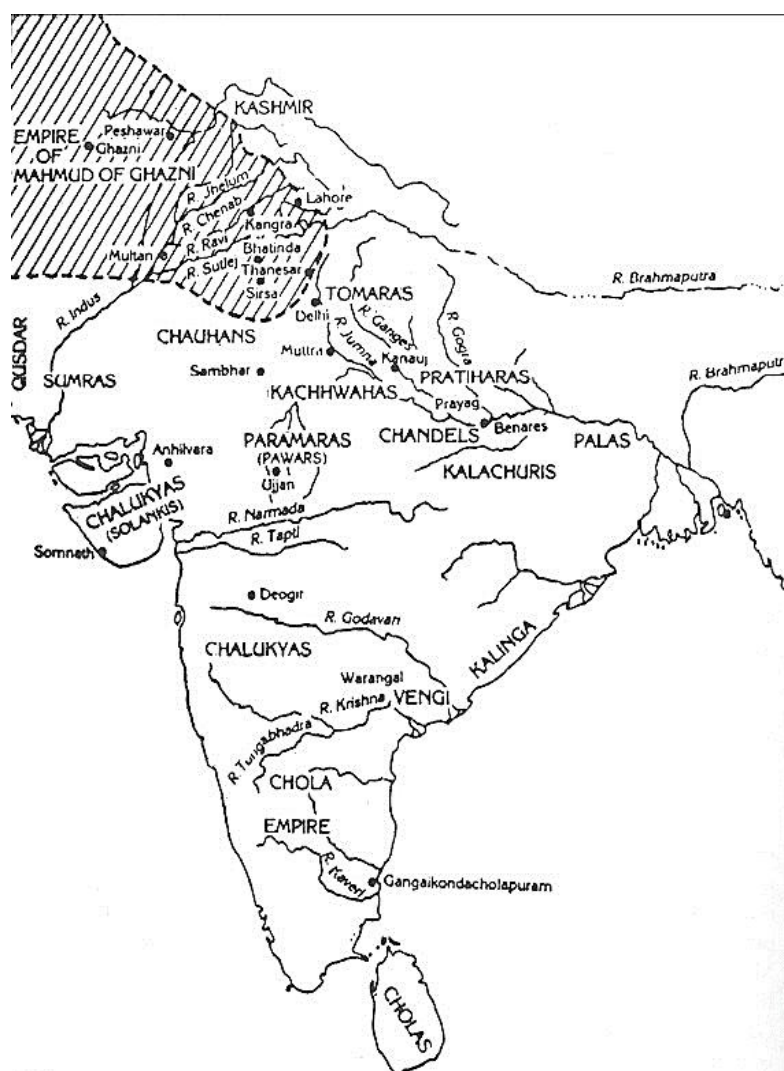 KASHMIR
Peshawar
EMPIRE
Ghazni
OF
MAHMUD OF GHAZNI
R. Jhelum
Lahore
R. Chenab
Kangra
R. Ravi
Multan
Bhatinda
R. Sutlej
Thanesar
Sirsa
R. Brahmaputra
R. Indus
TOMARAS
Delhi
R. Ganges
R. Gogra
CHAUHANS
QUSDAR
Muttra
R. Jumna
Kanauj
R. Brahmaputr
SUMRAS
Sambhar
PRATIHARAS
KACHHWAHAS
Prayag
Benares
CHANDELS
PALAS
Anhilvara
PARAMARAS
(PAWARS)
KALACHURIS
Ujjan
CHALUKYAS
(SOLANKIS)
R. Narmada
R. Tapti
Somnath
Deogir
R. Godavari
CHALUKYAS
KALINGA
Warangal
R. Krishna
VENGI
R. Tungabhadra
CHOLA
EMPIRE
R. Kaveri
Gangaikondacholapuram
CHOLAS